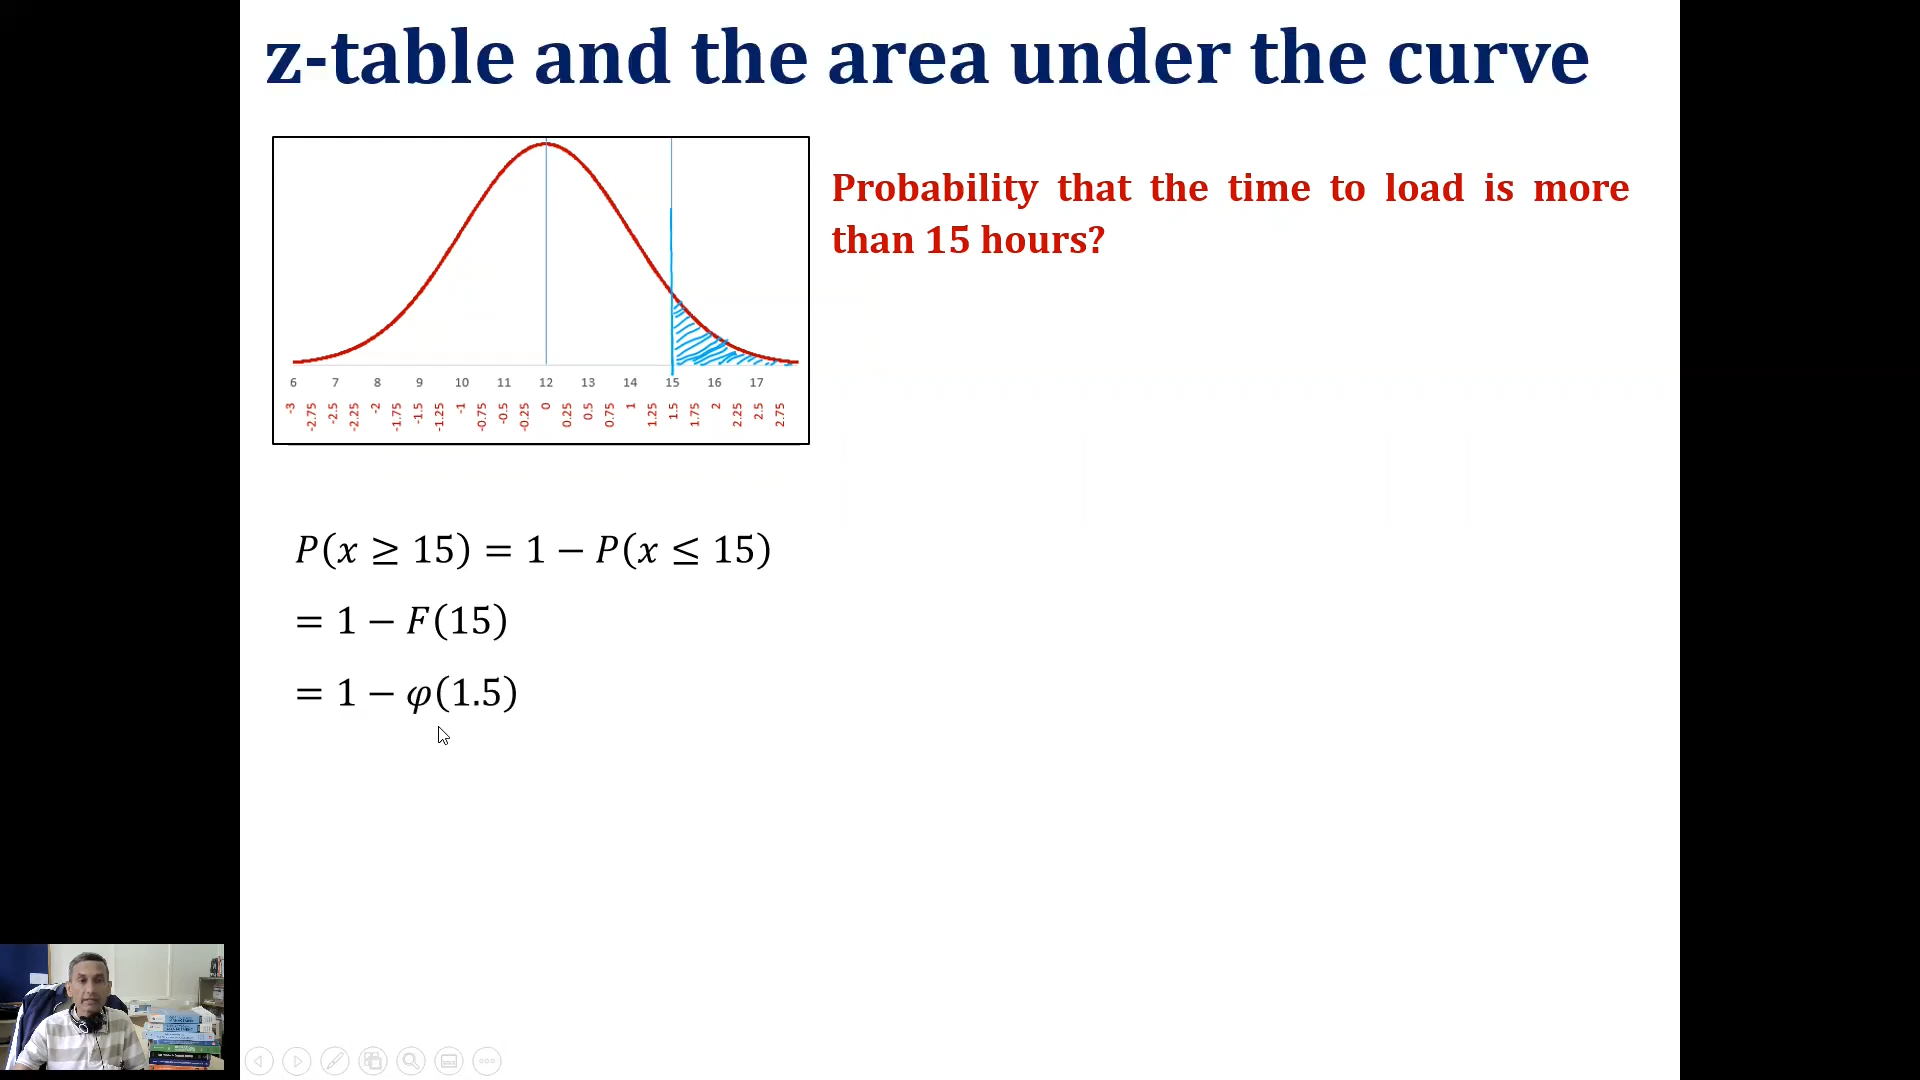 z-table and the area under the curve
Probability that the time to load is more
than 15 hours?
6 7 8 9 10 11 12 13 14 15 16 17
-3 -2.75 -2.5 -2.25 -2 -1.75 -1.5 -1.25 -1 -0.75 -0.5 -0.25 0 0.25 0.5 0.75 1 1.25 1.5 1.75 2 2.25 2.5 2.75
P(x ≥ 15) = 1 − P(x ≤ 15)
= 1 − F(15)
= 1 − φ(1.5)